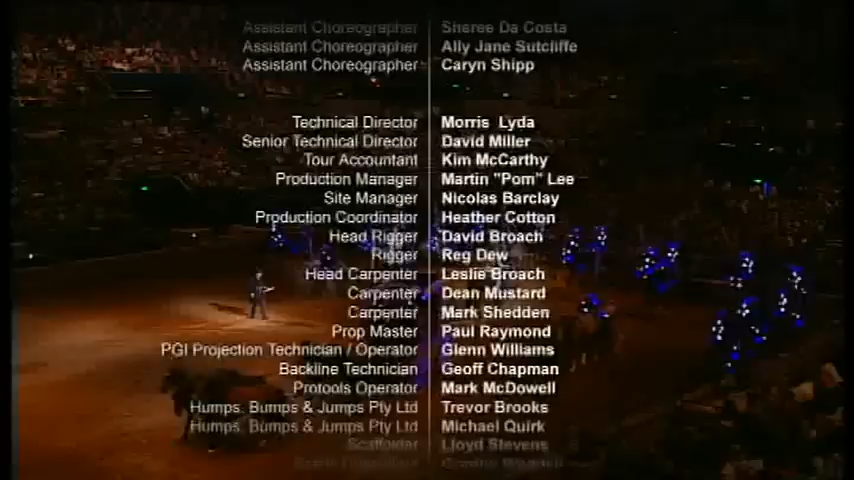 Assistant Choreographer Sheree Da Costa
Assistant Choreographer Ally Jane Sutcliffe
Assistant Choreographer Caryn Shipp
Technical Director Morris Lyda
Senior Technical Director David Miller
Tour Accountant Kim McCarthy
Production Manager Martin "Pom" Lee
Site Manager Nicolas Barclay
Production Coordinator Heather Cotton
Head Rigger David Broach
Rigger Reg Dew
Head Carpenter Leslie Broach
Carpenter Dean Mustard
Carpenter Mark Shedden
Prop Master Paul Raymond
PGI Projection Technician / Operator Glenn Williams
Backline Technician Geoff Chapman
Protools Operator Mark McDowell
Humps. Bumps & Jumps Pty Ltd Trevor Brooks
Humps. Bumps & Jumps Pty Ltd Michael Quirk
Scaffolder Lloyd Stevens